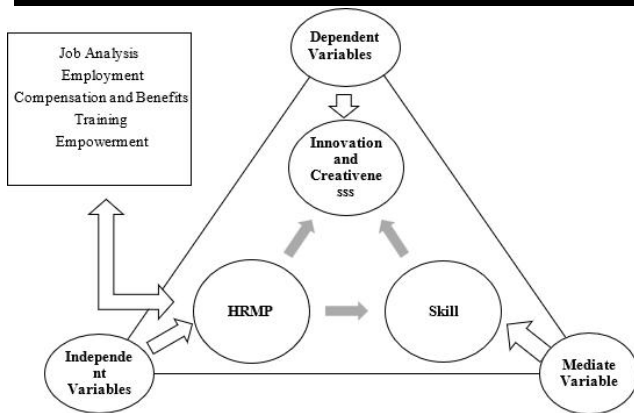 Job Analysis
Employment
Compensation and Benefits
Training
Empowerment
Dependent
Variables
Innovation
and
Creativene
sss
HRMP
Skill
Independe
nt
Variables
Mediate
Variable